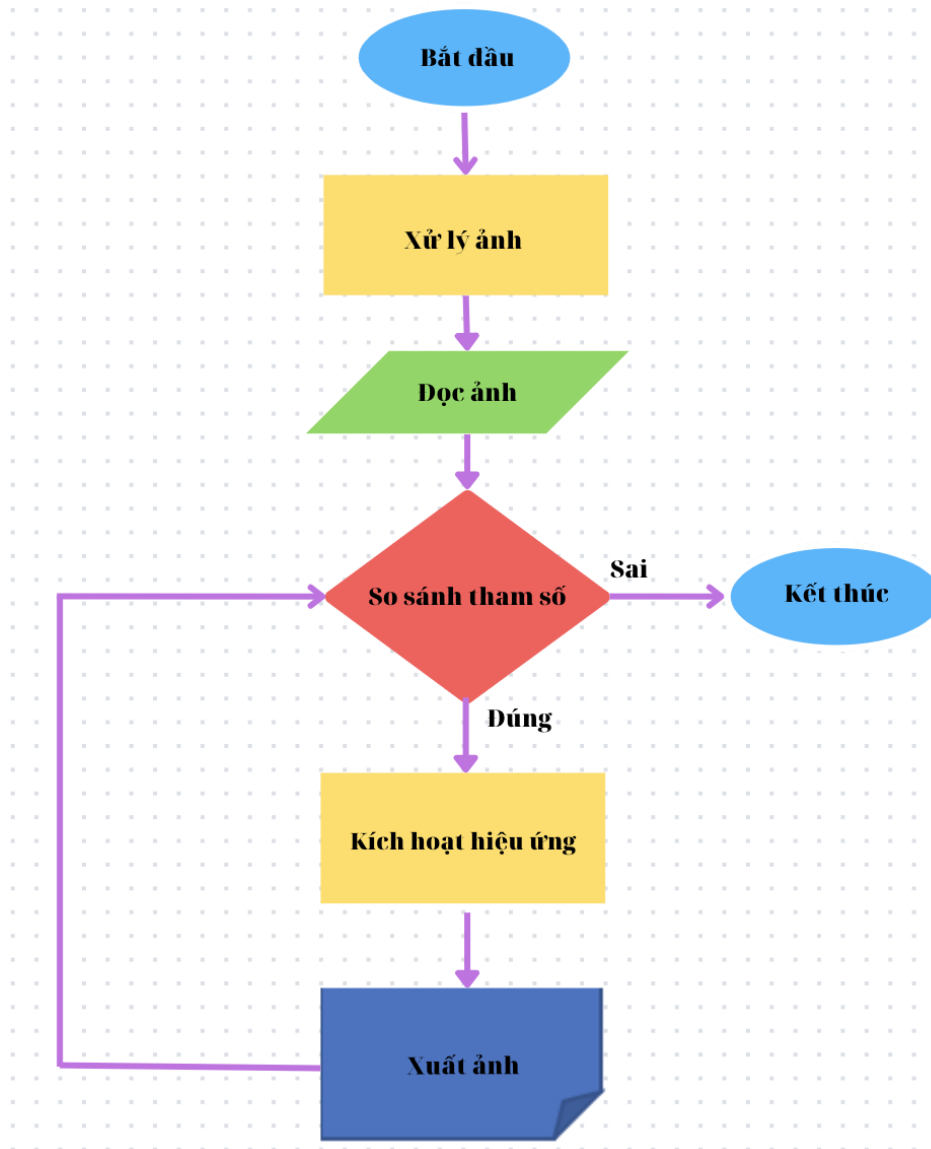 Bắt đầu
Xử lý ảnh
Đọc ảnh
So sánh tham số
Sai
Kết thúc
Đúng
Kích hoạt hiệu ứng
Xuất ảnh